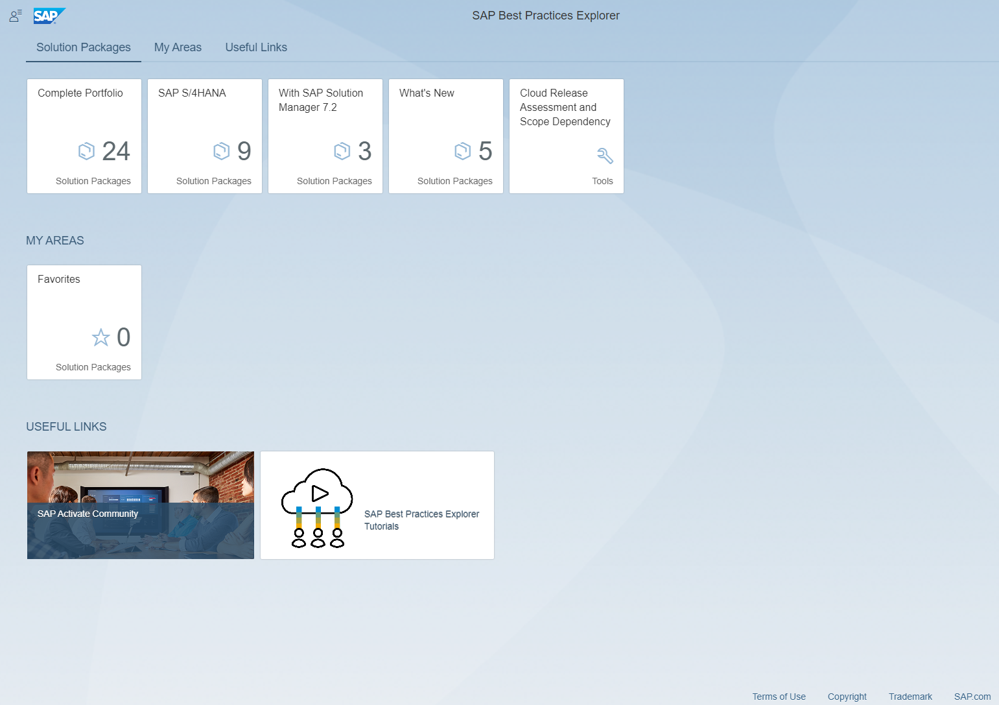 SAP
SAP Best Practices Explorer
Solution Packages
My Areas
Useful Links
Complete Portfolio
24
Solution Packages
SAP S/4HANA
9
Solution Packages
With SAP Solution
Manager 7.2
3
Solution Packages
What's New
5
Solution Packages
Cloud Release
Assessment and
Scope Dependency
Tools
MY AREAS
Favorites
0
Solution Packages
USEFUL LINKS
SAP Activate Community
SAP Best Practices Explorer
Tutorials
Terms of Use
Copyright
Trademark
SAP.com